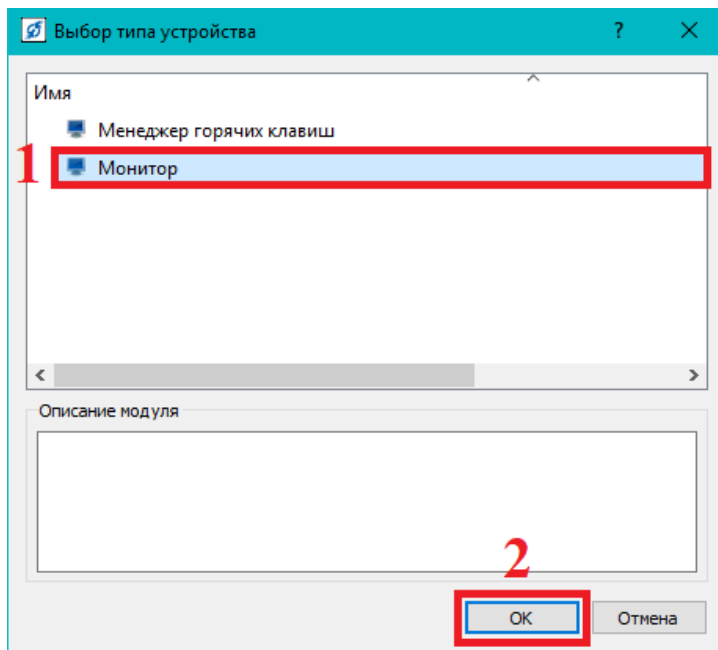 Выбор типа устройства
?
Имя
Менеджер горячих клавиш
1
Монитор
Описание модуля
2
OK
Отмена